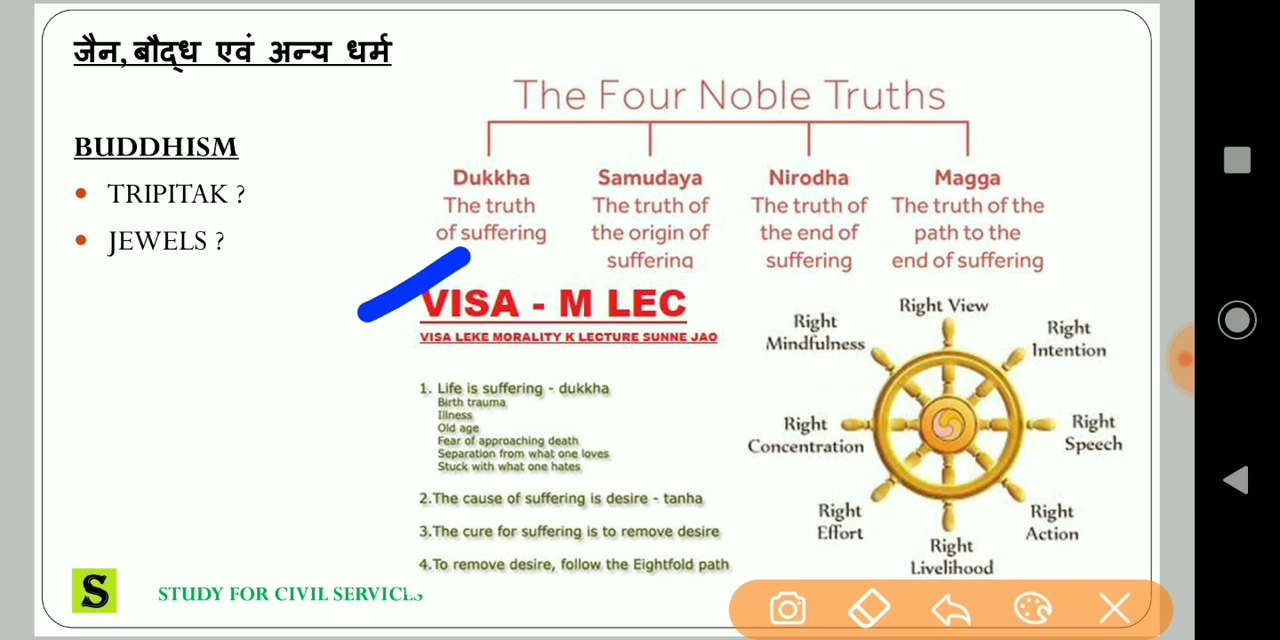 जैन, बौद्ध एवं अन्य धर्म
The Four Noble Truths
BUDDHISM
TRIPITAK ?
JEWELS ?
Dukkha
The truth
of suffering
Samudaya
The truth of
the origin of
suffering
Nirodha
The truth of
the end of
suffering
Magga
The truth of the
path to the
end of suffering
VISA - M LEC
VISA LEKE MORALITY K LECTURE SUNNE JAO
1. Life is suffering - dukkha
Birth trauma
Illness
Old age
Fear of approaching death
Separation from what one loves
Stuck with what one hates
2.The cause of suffering is desire - tanha
3.The cure for suffering is to remove desire
4.To remove desire, follow the Eightfold path
Right View
Right
Intention
Right
Speech
Right
Action
Right
Livelihood
Right
Effort
Right
Concentration
Right
Mindfulness
S
STUDY FOR CIVIL SERVICES